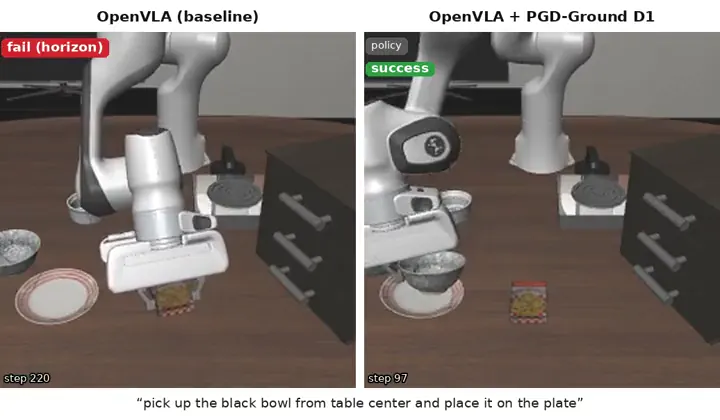 OpenVLA (baseline)
OpenVLA + PGD-Ground D1
fail (horizon)
policy
success
step 220
step 97
“pick up the black bowl from table center and place it on the plate”